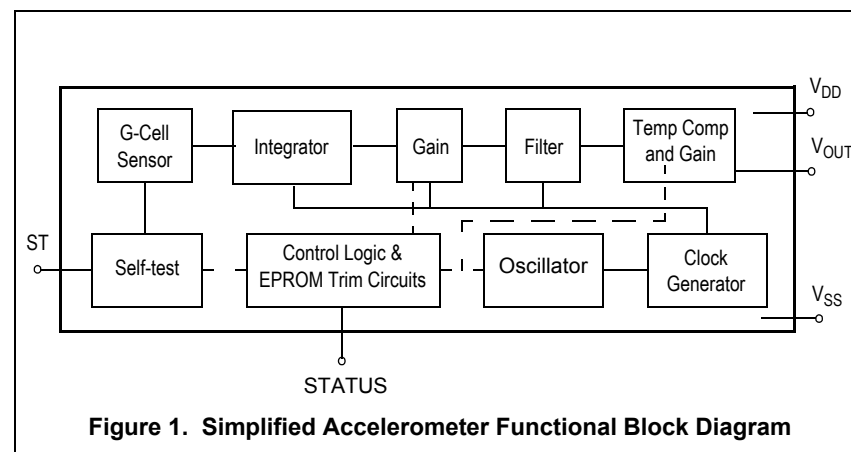 V_DD
G-Cell
Sensor
Integrator
Gain
Filter
Temp Comp
and Gain
V_OUT
ST
Self-test
Control Logic &
EPROM Trim Circuits
Oscillator
Clock
Generator
V_SS
STATUS
Figure 1. Simplified Accelerometer Functional Block Diagram